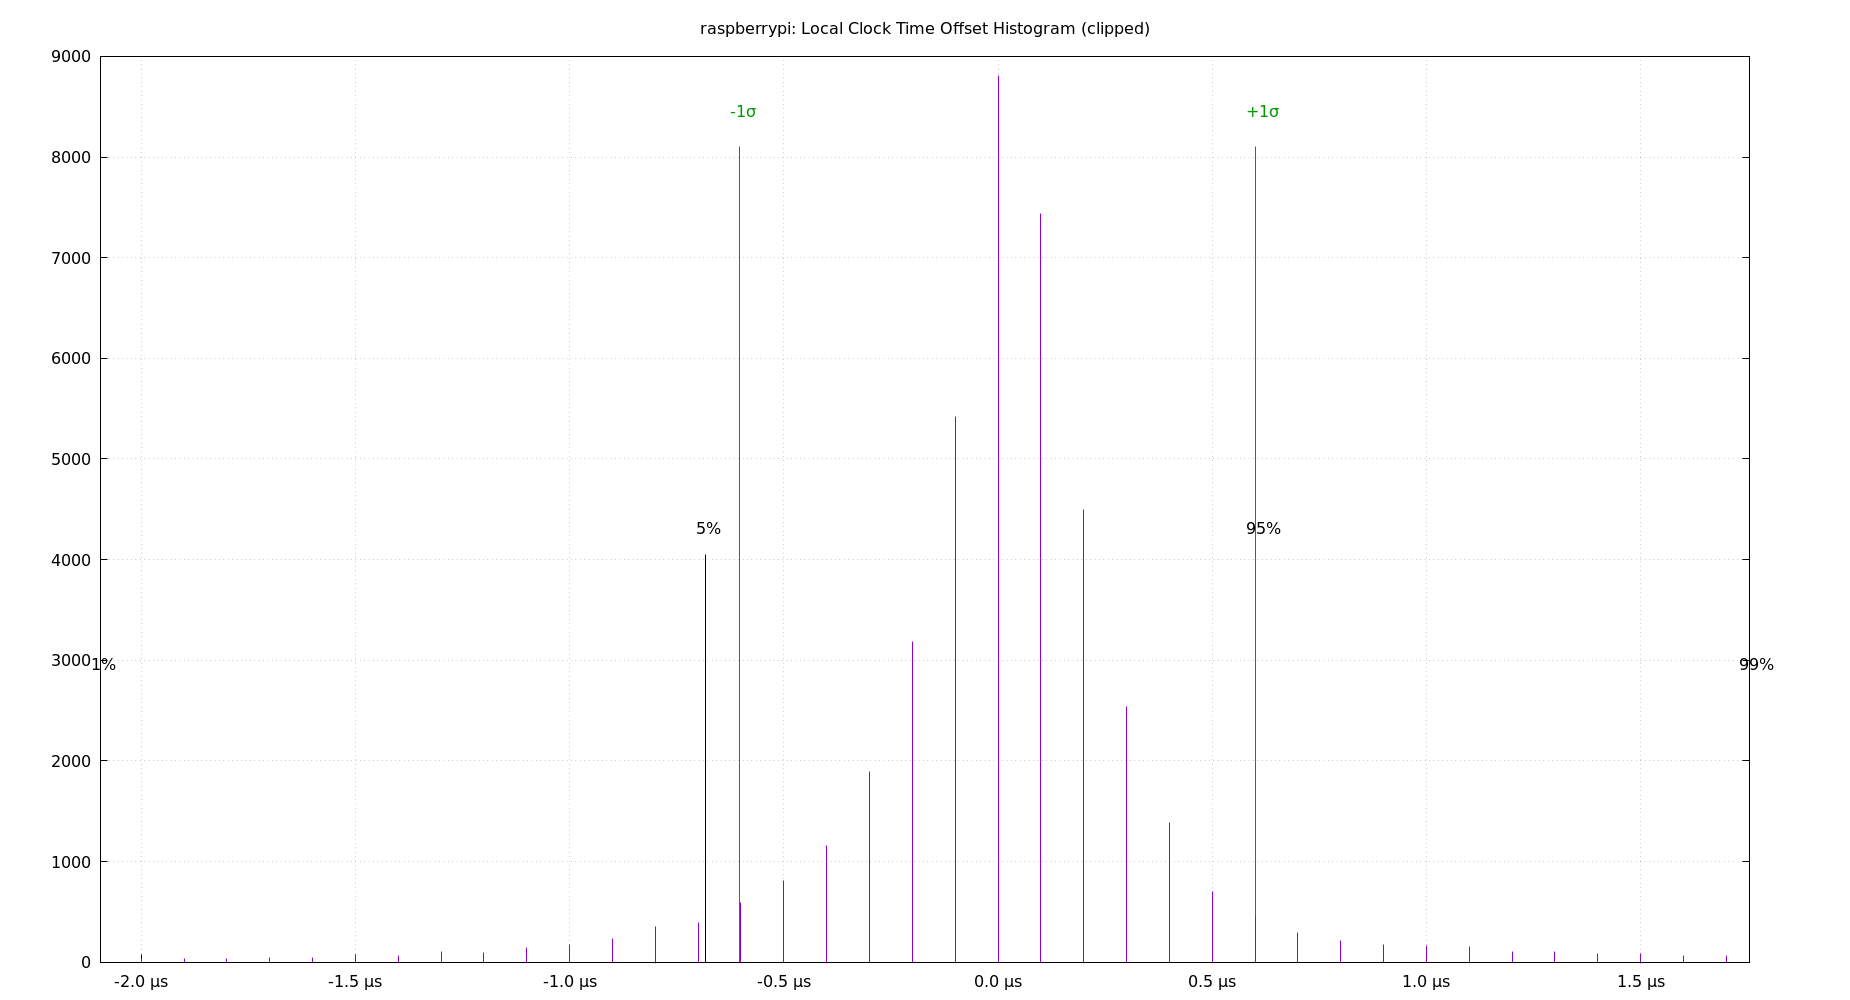 raspberrypi: Local Clock Time Offset Histogram (clipped)
9000
-1σ
+1σ
8000
7000
6000
5000
5%
95%
4000
3000
1%
99%
2000
1000
0
-2.0 μs
-1.5 μs
-1.0 μs
-0.5 μs
0.0 μs
0.5 μs
1.0 μs
1.5 μs